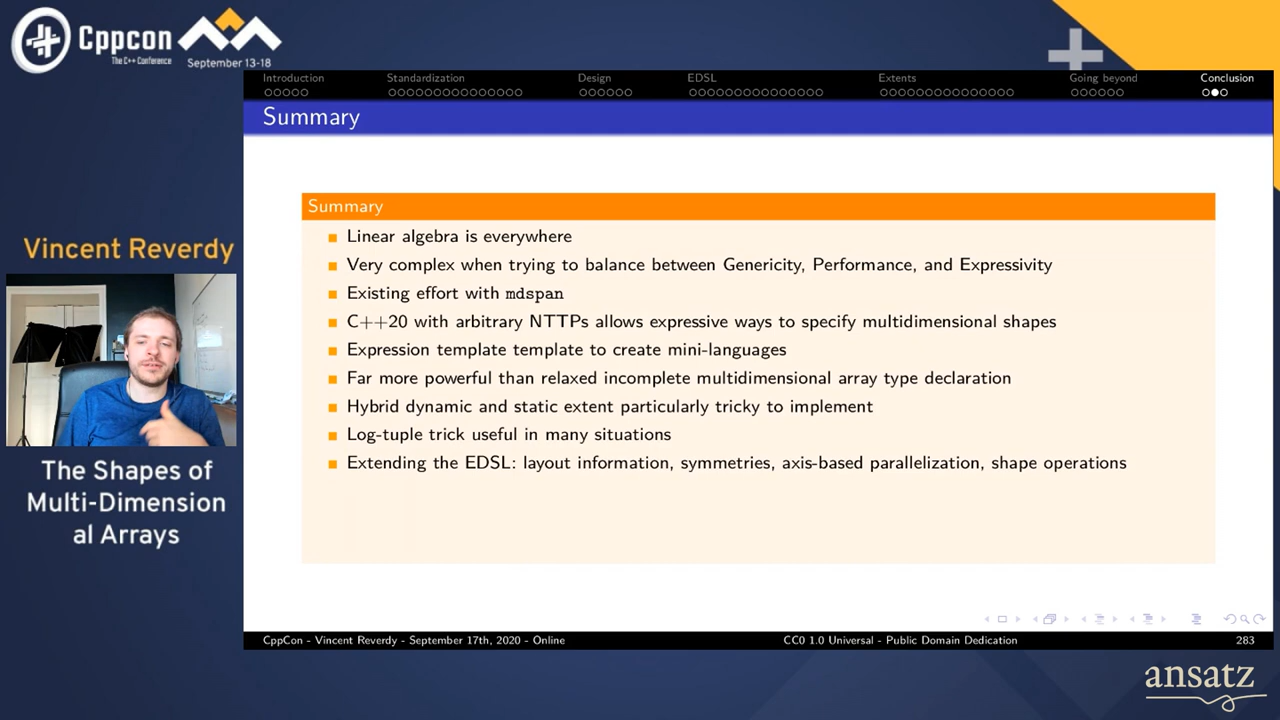 Cppcon
The C++ Conference
September 13-18
Introduction Standardization Design EDSL Extents Going beyond Conclusion
Summary
Summary
Linear algebra is everywhere
Very complex when trying to balance between Genericity, Performance, and Expressivity
Existing effort with mdspan
C++20 with arbitrary NTTPs allows expressive ways to specify multidimensional shapes
Expression template template to create mini-languages
Far more powerful than relaxed incomplete multidimensional array type declaration
Hybrid dynamic and static extent particularly tricky to implement
Log-tuple trick useful in many situations
Extending the EDSL: layout information, symmetries, axis-based parallelization, shape operations
Vincent Reverdy
The Shapes of
Multi-Dimension
al Arrays
CppCon - Vincent Reverdy - September 17th, 2020 - Online CC0 1.0 Universal - Public Domain Dedication 283
ansatz